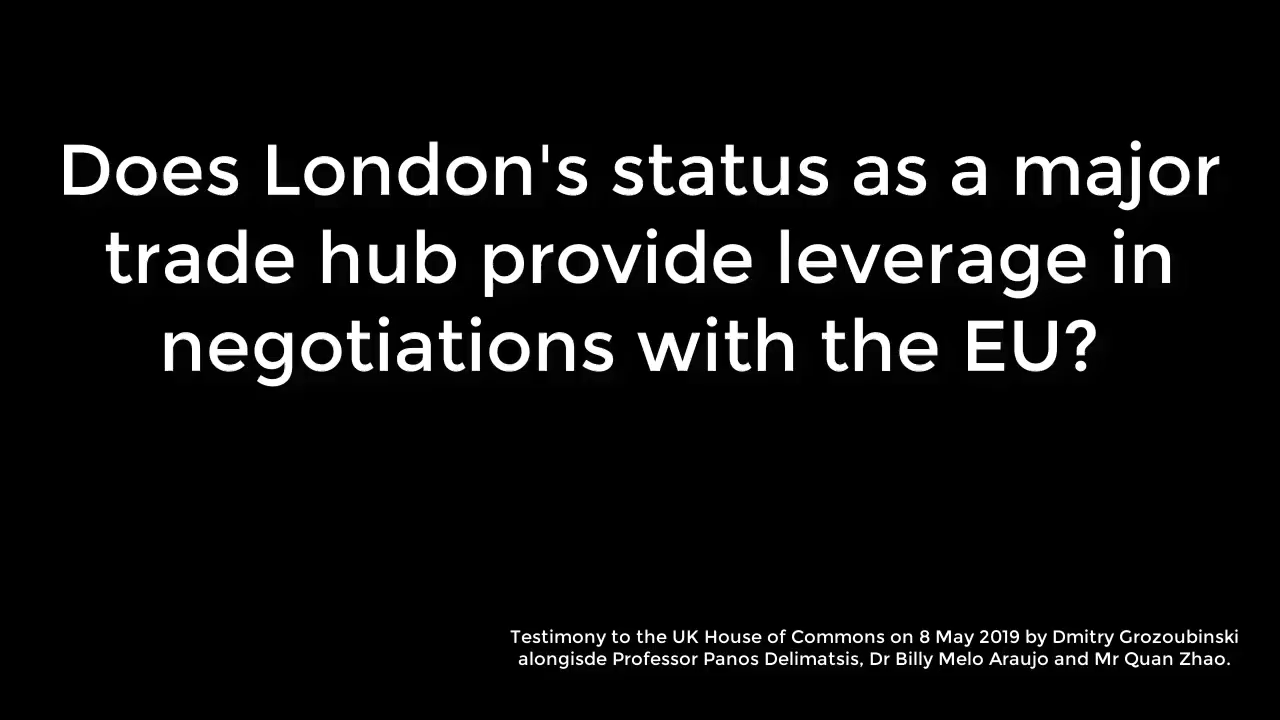 Does London's status as a major
trade hub provide leverage in
negotiations with the EU?
Testimony to the UK House of Commons on 8 May 2019 by Dmitry Grozoubinski
alongisde Professor Panos Delimatsis, Dr Billy Melo Araujo and Mr Quan Zhao.